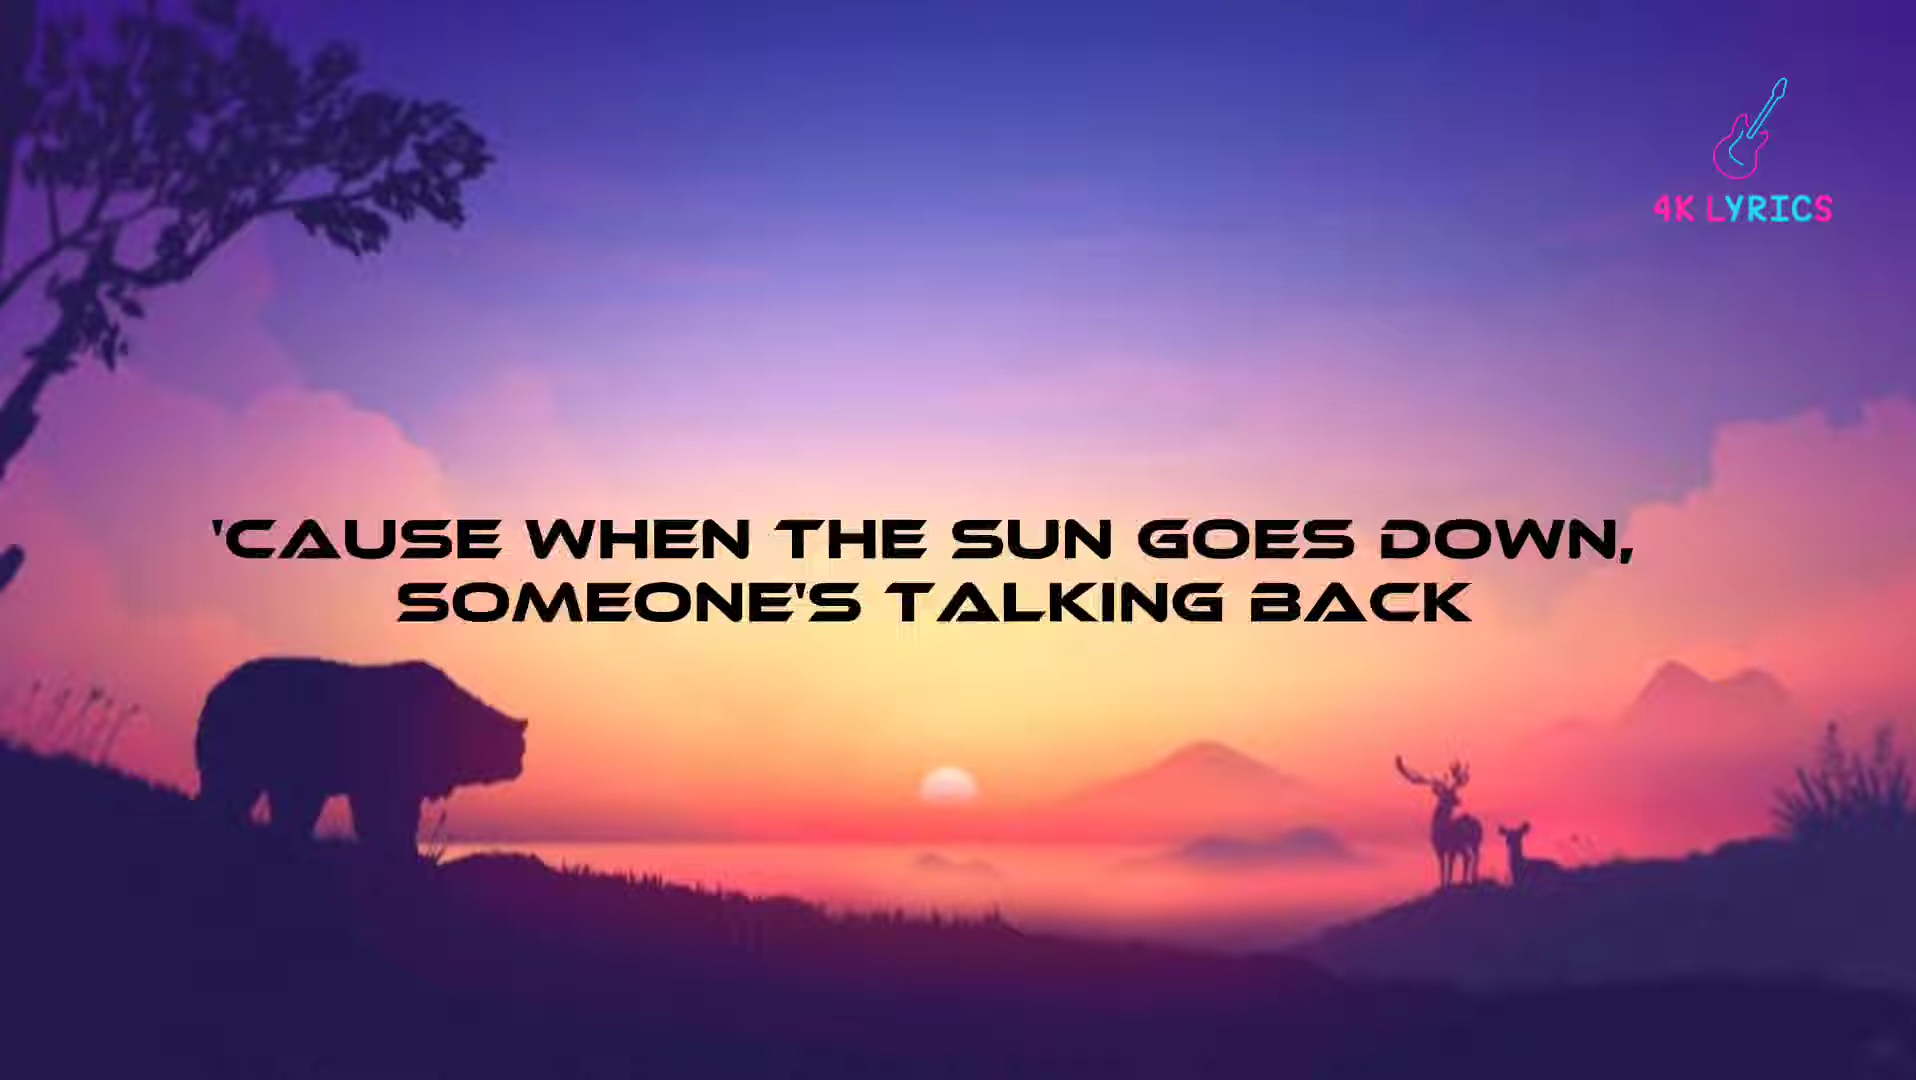 4K LYRICS
'CAUSE WHEN THE SUN GOES DOWN,
SOMEONE'S TALKING BACK